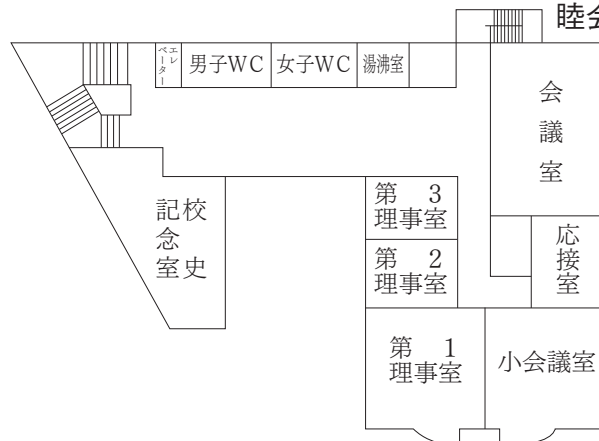 睦会
エレベーター
男子WC
女子WC
湯沸室
会議室
第3
理事室
校史
記念室
第2
理事室
応接室
第1
理事室
小会議室